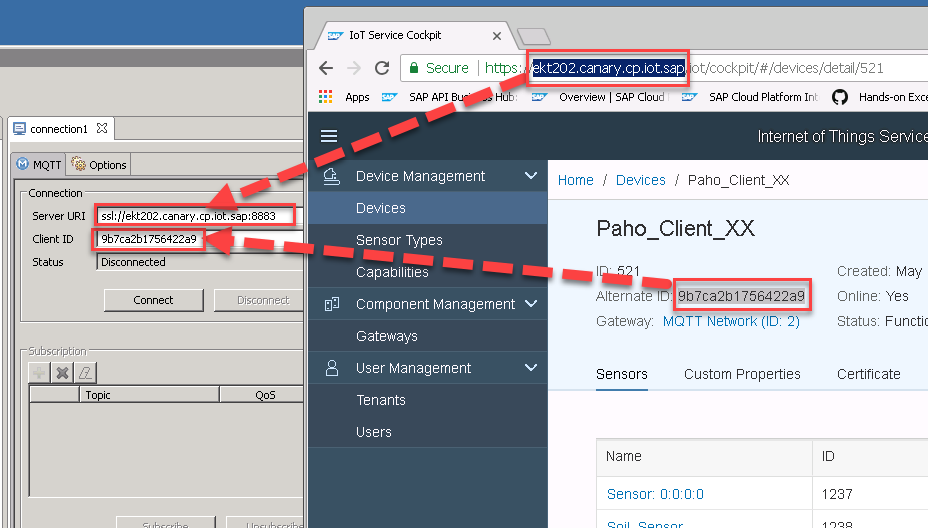 IoT Service Cockpit
Secure https://ekt202.canary.cp.iot.sap/iot/cockpit/#/devices/detail/521
Apps SAP API Business Hub: Overview | SAP Cloud SAP Cloud Platform Int Hands-on Exce
connection1
MQTT Options
Connection
Server URI ssl://ekt202.canary.cp.iot.sap:8883
Client ID 9b7ca2b1756422a9
Status Disconnected
Connect Disconnect
Subscription
Topic QoS
Subscribe Unsubscribe
Internet of Things Service
Device Management
Devices
Sensor Types
Capabilities
Component Management
Gateways
User Management
Tenants
Users
Home / Devices / Paho_Client_XX
Paho_Client_XX
ID: 521 Created: May
Alternate ID: 9b7ca2b1756422a9 Online: Yes
Gateway: MQTT Network (ID: 2) Status: Functio
Sensors Custom Properties Certificate
Name ID
Sensor: 0:0:0:0 1237
Soil_Sensor 1238